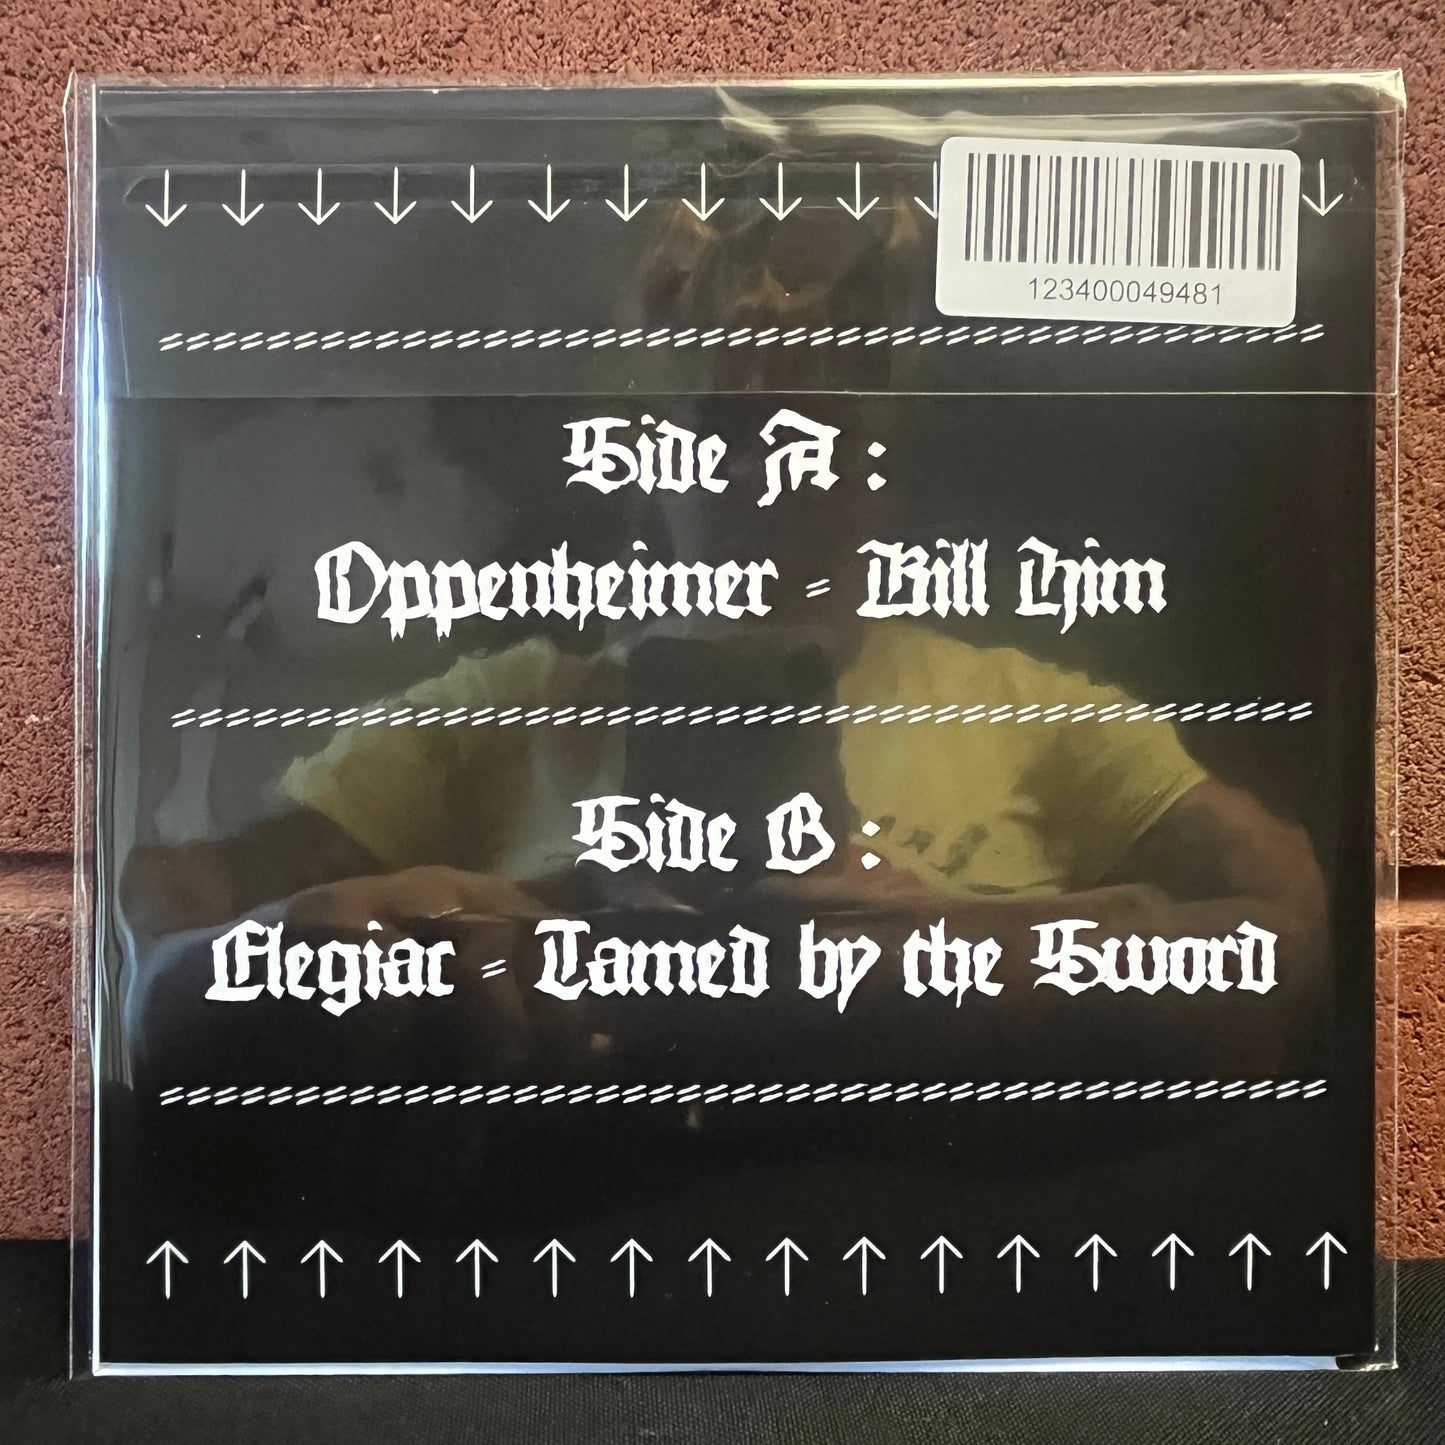 123400049481
Side A :
Oppenheimer = Kill Him
Side B :
Elegiac = Tamed by the Sword